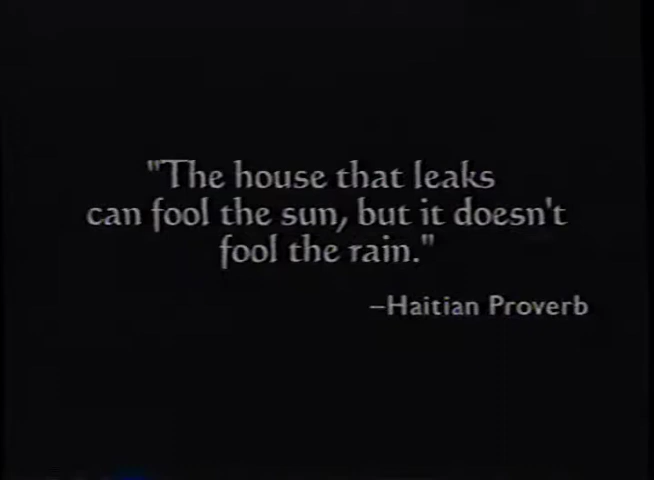 "The house that leaks
can fool the sun, but it doesn't
fool the rain."
–Haitian Proverb